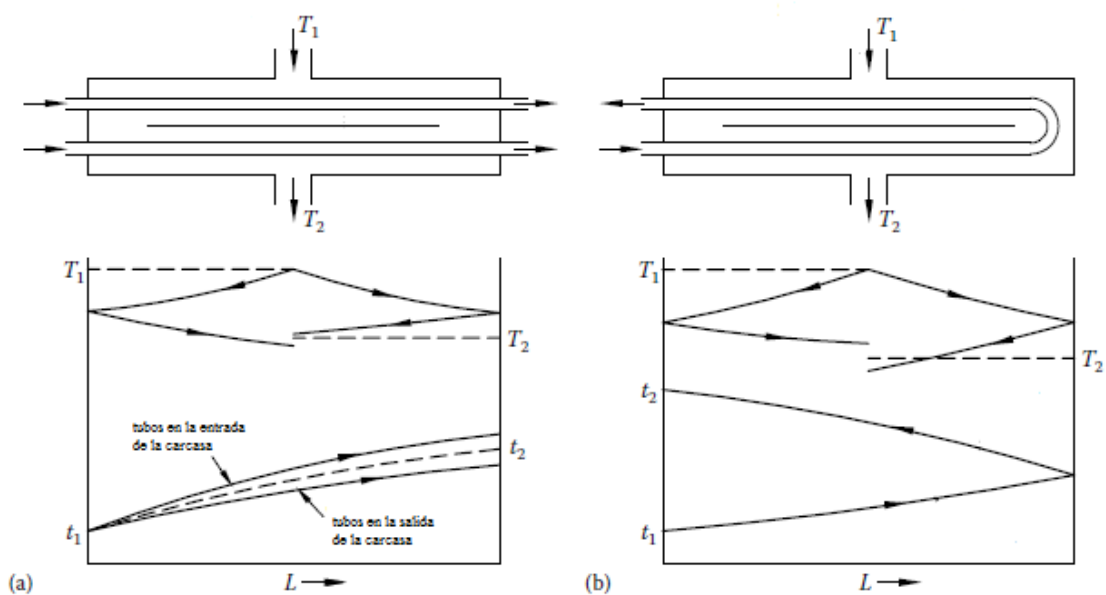 T₁
T₂
T₁
T₂
T₁
T₂
tubos en la entrada
de la carcasa
t₂
t₁
tubos en la salida
de la carcasa
(a)
L
T₁
T₂
t₂
t₁
(b)
L